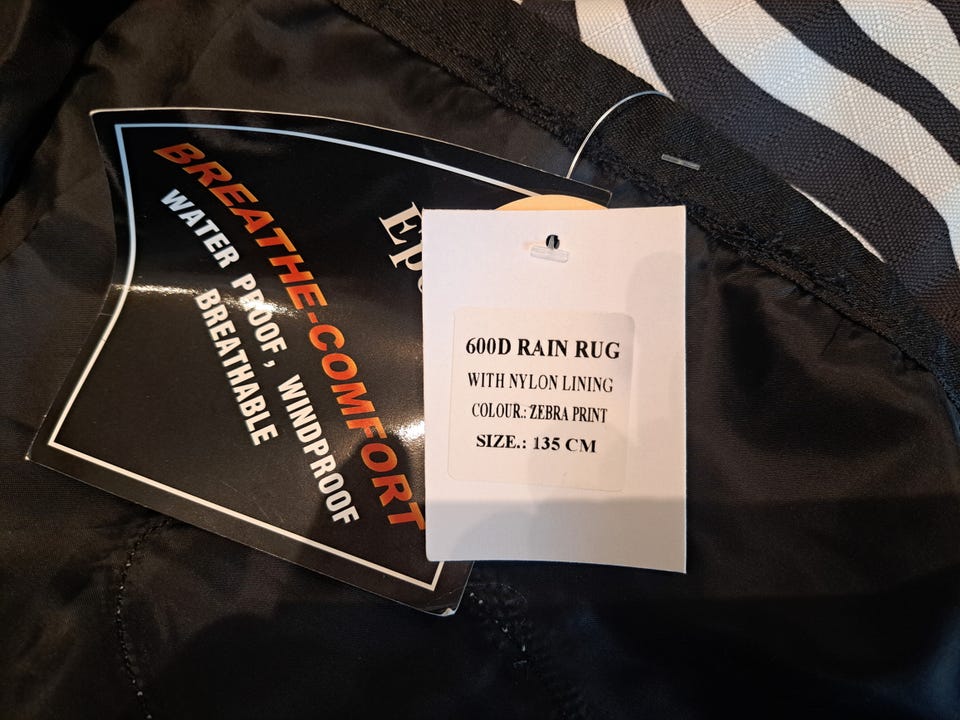 BREATHE-COMFORT
WATER PROOF, WINDPROOF
BREATHABLE
600D RAIN RUG
WITH NYLON LINING
COLOUR.: ZEBRA PRINT
SIZE.: 135 CM